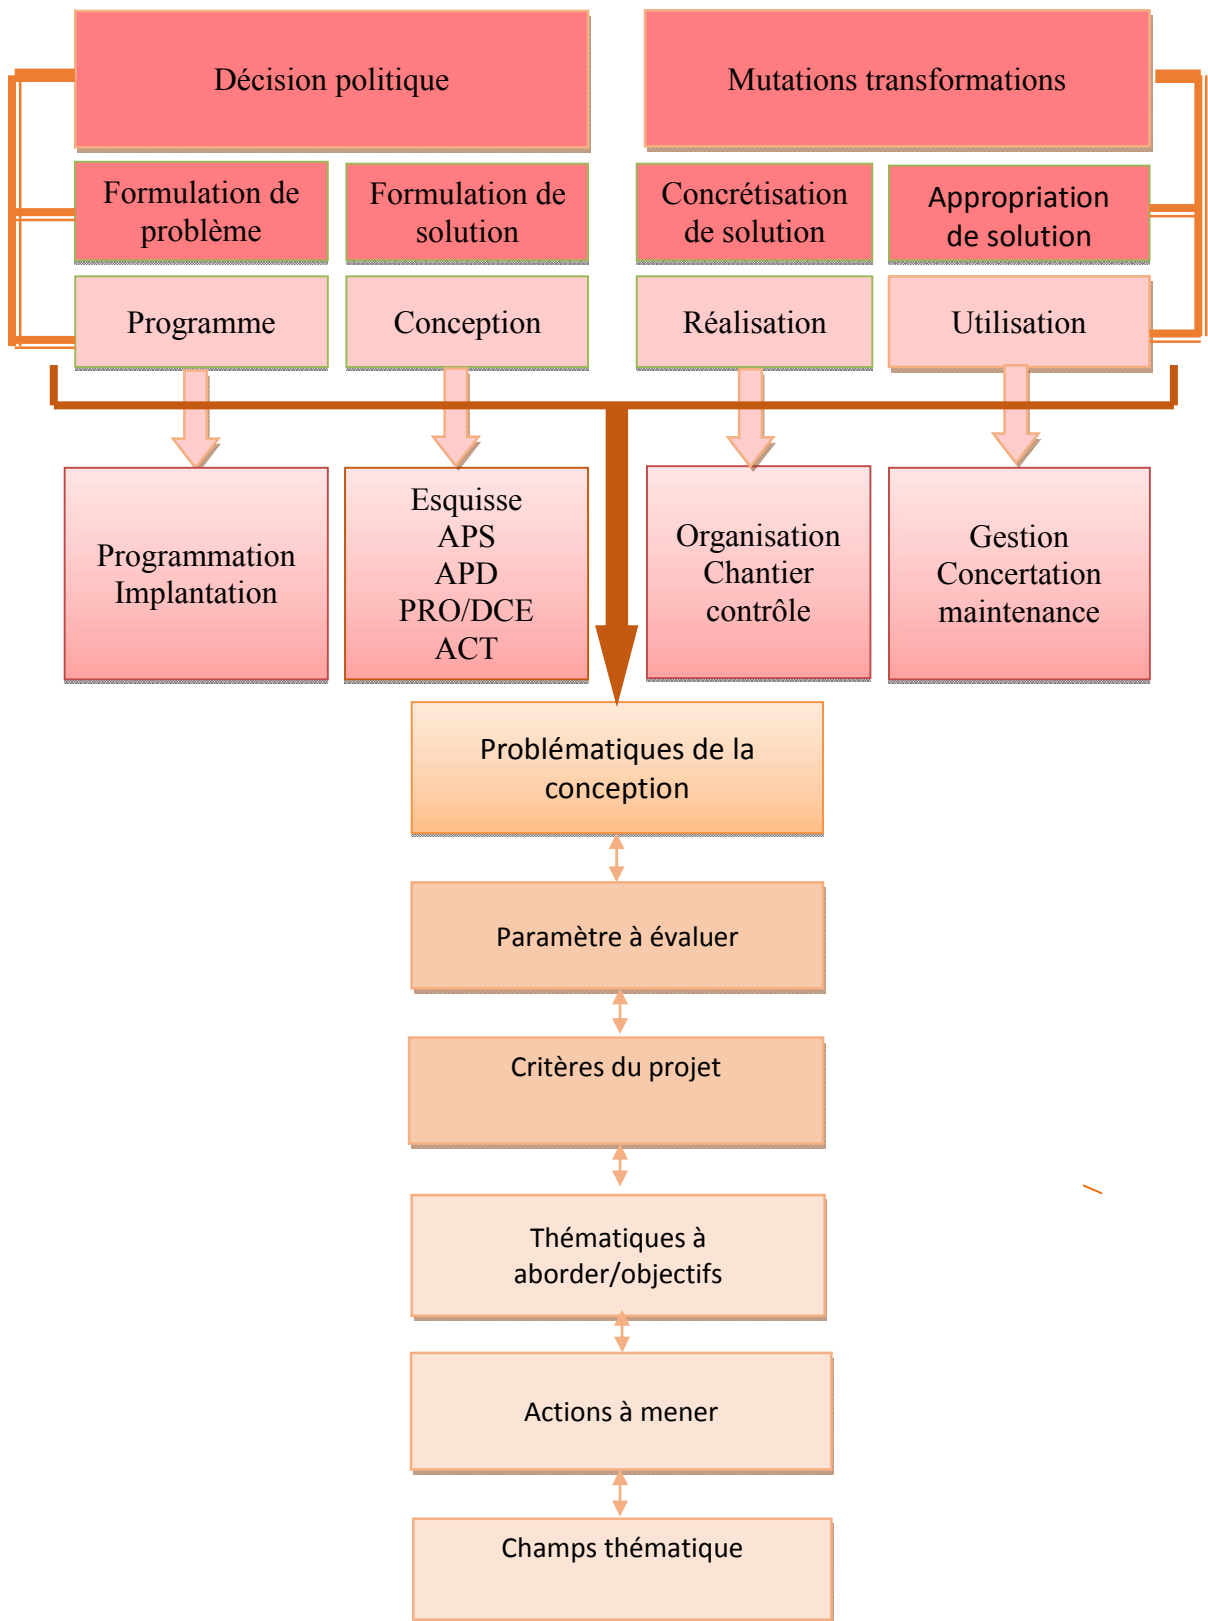 Décision politique
Mutations transformations
Formulation de
problème
Formulation de
solution
Concrétisation
de solution
Appropriation
de solution
Programme
Conception
Réalisation
Utilisation
Programmation
Implantation
Esquisse
APS
APD
PRO/DCE
ACT
Organisation
Chantier
contrôle
Gestion
Concertation
maintenance
Problématiques de la
conception
Paramètre à évaluer
Critères du projet
Thématiques à
aborder/objectifs
Actions à mener
Champs thématique